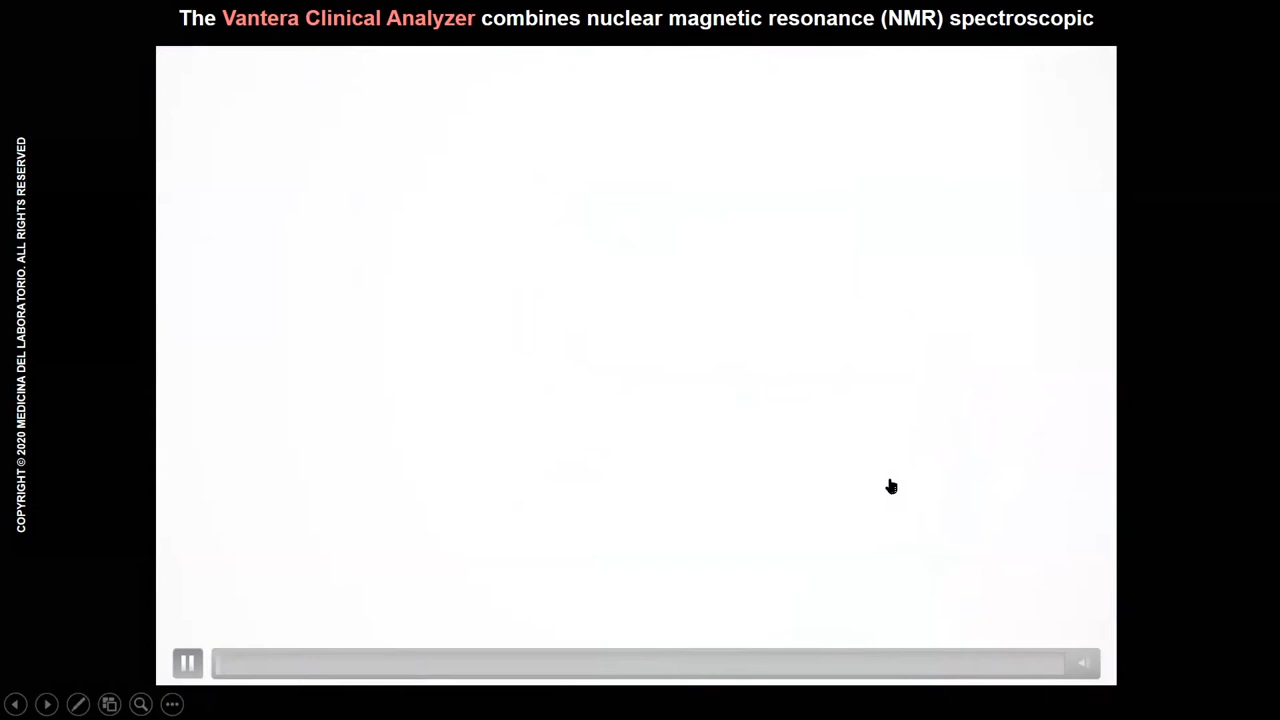 The Vantera Clinical Analyzer combines nuclear magnetic resonance (NMR) spectroscopic
COPYRIGHT © 2020 MEDICINA DEL LABORATORIO. ALL RIGHTS RESERVED